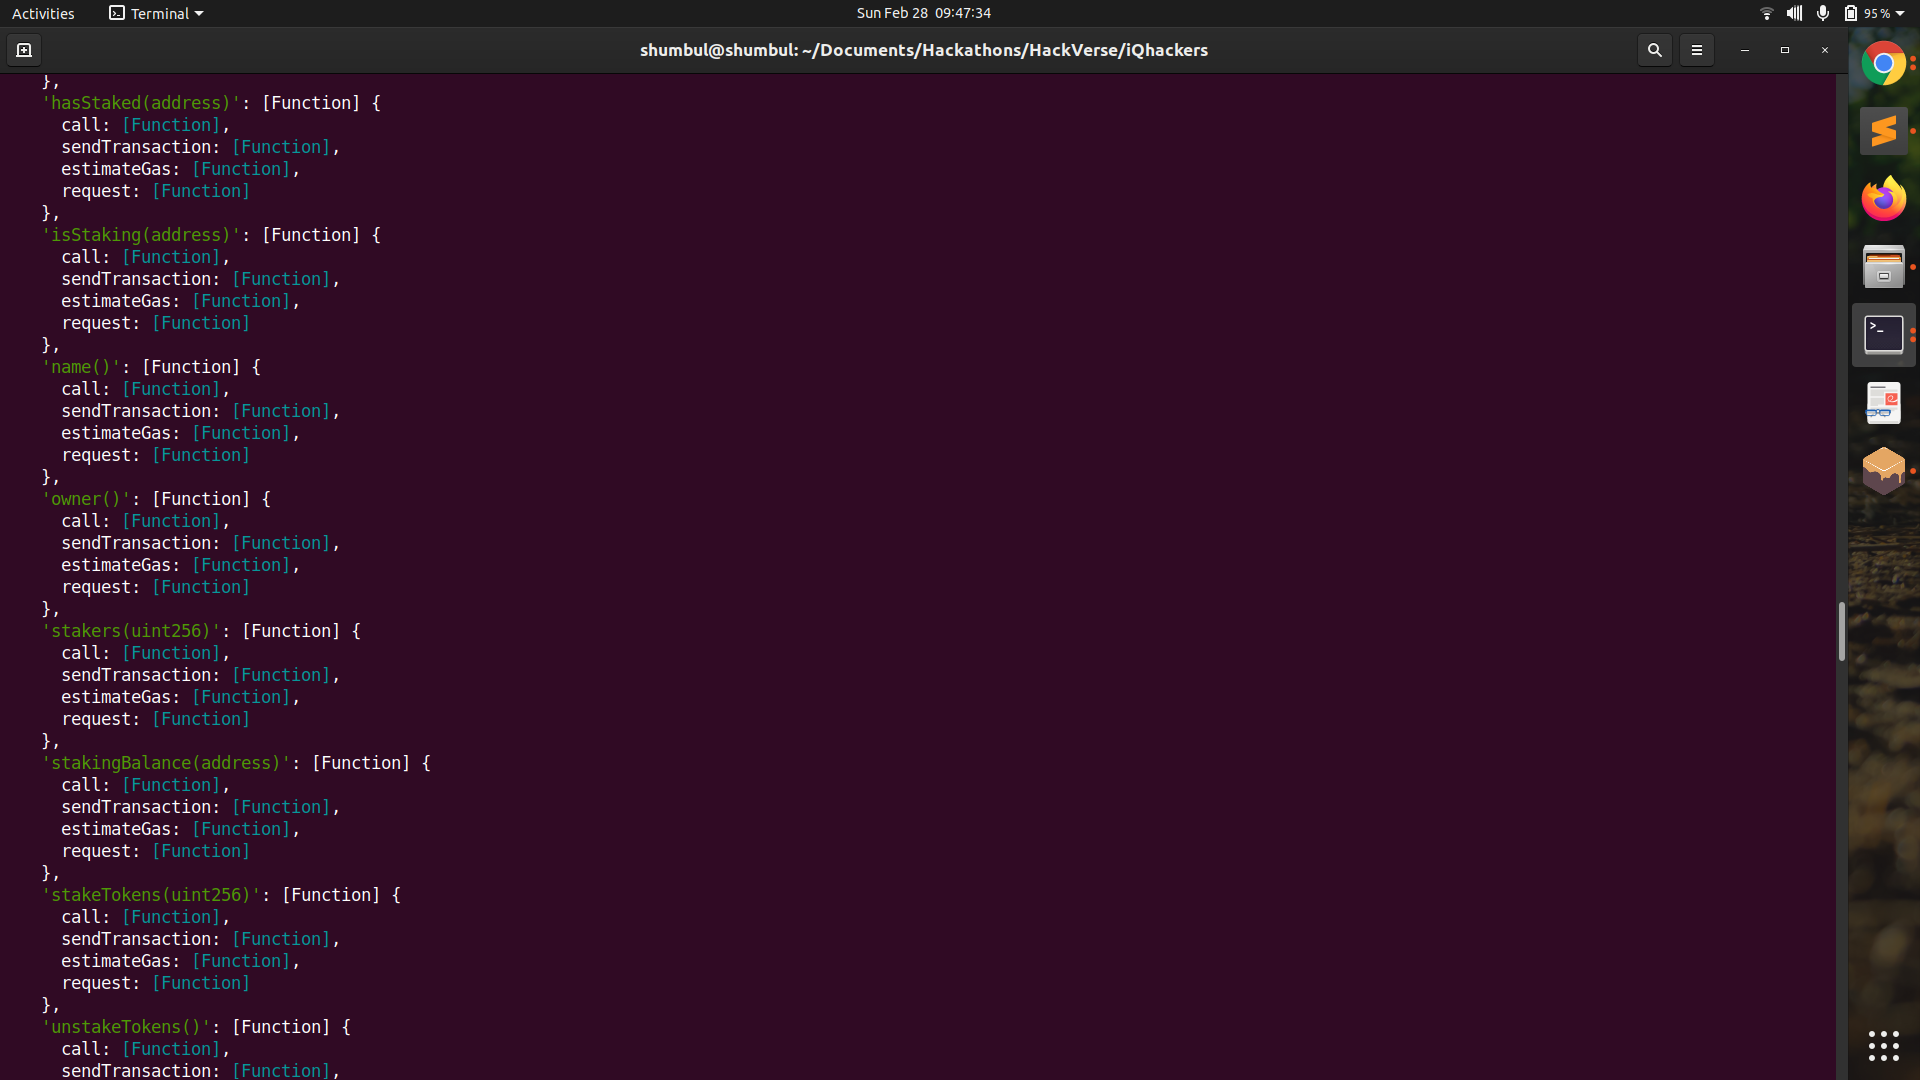 Activities Terminal Sun Feb 28 09:47:34 95%
shumbul@shumbul: ~/Documents/Hackathons/HackVerse/iQhackers
},
'hasStaked(address)': [Function] {
call: [Function],
sendTransaction: [Function],
estimateGas: [Function],
request: [Function]
},
'isStaking(address)': [Function] {
call: [Function],
sendTransaction: [Function],
estimateGas: [Function],
request: [Function]
},
'name()': [Function] {
call: [Function],
sendTransaction: [Function],
estimateGas: [Function],
request: [Function]
},
'owner()': [Function] {
call: [Function],
sendTransaction: [Function],
estimateGas: [Function],
request: [Function]
},
'stakers(uint256)': [Function] {
call: [Function],
sendTransaction: [Function],
estimateGas: [Function],
request: [Function]
},
'stakingBalance(address)': [Function] {
call: [Function],
sendTransaction: [Function],
estimateGas: [Function],
request: [Function]
},
'stakeTokens(uint256)': [Function] {
call: [Function],
sendTransaction: [Function],
estimateGas: [Function],
request: [Function]
},
'unstakeTokens()': [Function] {
call: [Function],
sendTransaction: [Function],